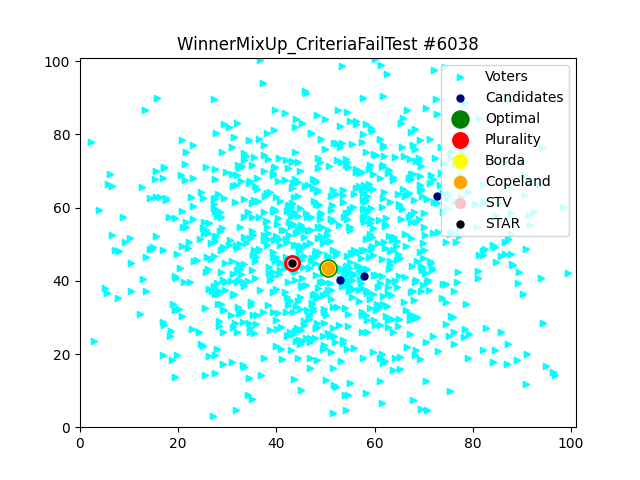 WinnerMixUp_CriteriaFailTest #6038
100
80
60
40
20
0
0 20 40 60 80 100
Voters
Candidates
Optimal
Plurality
Borda
Copeland
STV
STAR